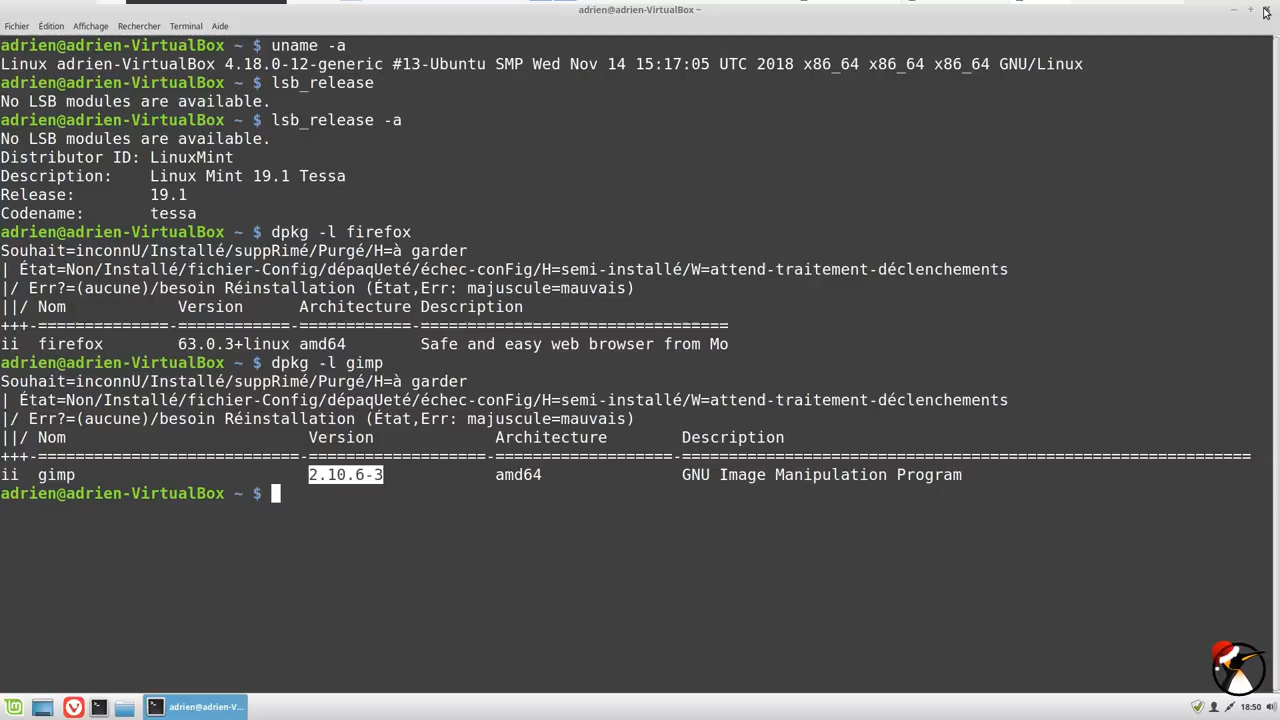 adrien@adrien-VirtualBox ~
Fichier Édition Affichage Rechercher Terminal Aide
adrien@adrien-VirtualBox ~ $ uname -a
Linux adrien-VirtualBox 4.18.0-12-generic #13-Ubuntu SMP Wed Nov 14 15:17:05 UTC 2018 x86_64 x86_64 x86_64 GNU/Linux
adrien@adrien-VirtualBox ~ $ lsb_release
No LSB modules are available.
adrien@adrien-VirtualBox ~ $ lsb_release -a
No LSB modules are available.
Distributor ID: LinuxMint
Description:    Linux Mint 19.1 Tessa
Release:        19.1
Codename:       tessa
adrien@adrien-VirtualBox ~ $ dpkg -l firefox
Souhait=inconnU/Installé/suppRimé/Purgé/H=à garder
| État=Non/Installé/fichier-Config/dépaqUeté/échec-conFig/H=semi-installé/W=attend-traitement-déclenchements
|/ Err?=(aucune)/besoin Réinstallation (État,Err: majuscule=mauvais)
||/ Nom            Version      Architecture Description
+++-==============-============-============-=================================
ii  firefox        63.0.3+linux amd64        Safe and easy web browser from Mo
adrien@adrien-VirtualBox ~ $ dpkg -l gimp
Souhait=inconnU/Installé/suppRimé/Purgé/H=à garder
| État=Non/Installé/fichier-Config/dépaqUeté/échec-conFig/H=semi-installé/W=attend-traitement-déclenchements
|/ Err?=(aucune)/besoin Réinstallation (État,Err: majuscule=mauvais)
||/ Nom                          Version             Architecture        Description
+++-============================-===================-===================-=============================================================
ii  gimp                         2.10.6-3            amd64               GNU Image Manipulation Program
adrien@adrien-VirtualBox ~ $
adrien@adrien-V... 18:50